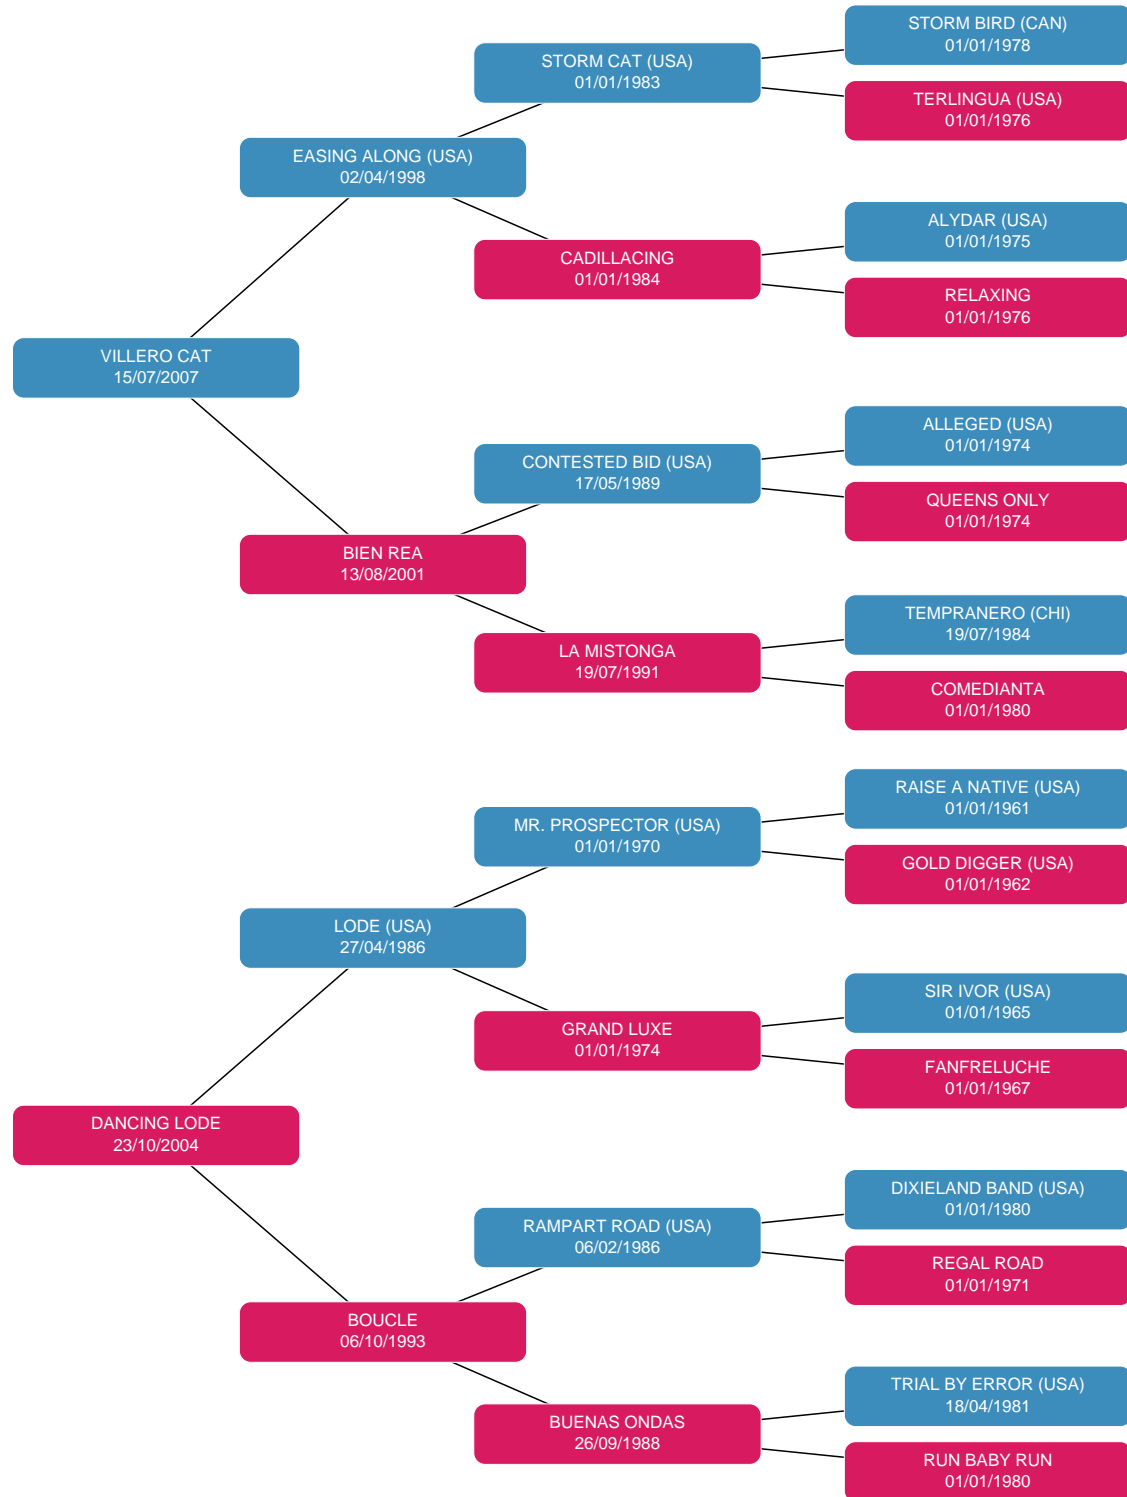 STORM BIRD (CAN)
01/01/1978
STORM CAT (USA)
01/01/1983
TERLINGUA (USA)
01/01/1976
EASING ALONG (USA)
02/04/1998
ALYDAR (USA)
01/01/1975
CADILLACING
01/01/1984
RELAXING
01/01/1976
VILLERO CAT
15/07/2007
ALLEGED (USA)
01/01/1974
CONTESTED BID (USA)
17/05/1989
QUEENS ONLY
01/01/1974
BIEN REA
13/08/2001
TEMPRANERO (CHI)
19/07/1984
LA MISTONGA
19/07/1991
COMEDIANTA
01/01/1980
RAISE A NATIVE (USA)
01/01/1961
MR. PROSPECTOR (USA)
01/01/1970
GOLD DIGGER (USA)
01/01/1962
LODE (USA)
27/04/1986
SIR IVOR (USA)
01/01/1965
GRAND LUXE
01/01/1974
FANFRELUCHE
01/01/1967
DANCING LODE
23/10/2004
DIXIELAND BAND (USA)
01/01/1980
RAMPART ROAD (USA)
06/02/1986
REGAL ROAD
01/01/1971
BOUCLE
06/10/1993
TRIAL BY ERROR (USA)
18/04/1981
BUENAS ONDAS
26/09/1988
RUN BABY RUN
01/01/1980